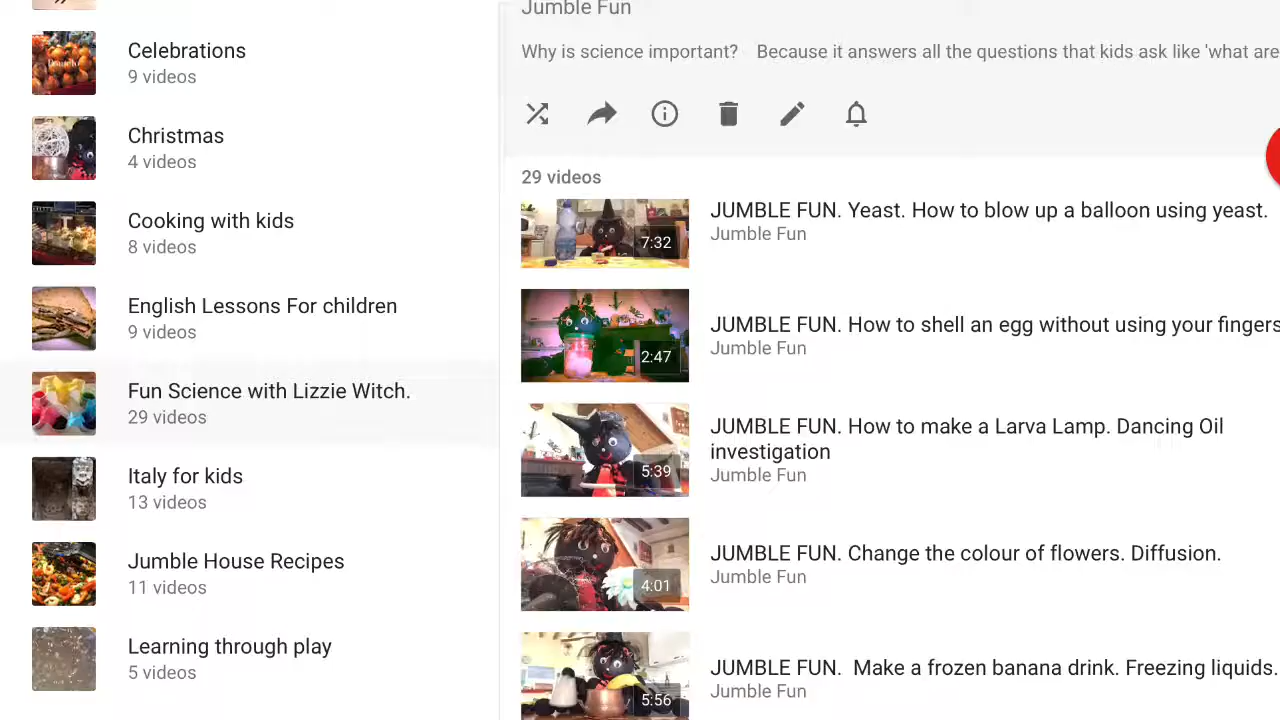 Celebrations
9 videos
Christmas
4 videos
Cooking with kids
8 videos
English Lessons For children
9 videos
Fun Science with Lizzie Witch.
29 videos
Italy for kids
13 videos
Jumble House Recipes
11 videos
Learning through play
5 videos
Jumble Fun
Why is science important? Because it answers all the questions that kids ask like 'what are
29 videos
7:32
JUMBLE FUN. Yeast. How to blow up a balloon using yeast.
Jumble Fun
2:47
JUMBLE FUN. How to shell an egg without using your fingers
Jumble Fun
5:39
JUMBLE FUN. How to make a Larva Lamp. Dancing Oil
investigation
Jumble Fun
4:01
JUMBLE FUN. Change the colour of flowers. Diffusion.
Jumble Fun
5:56
JUMBLE FUN. Make a frozen banana drink. Freezing liquids.
Jumble Fun